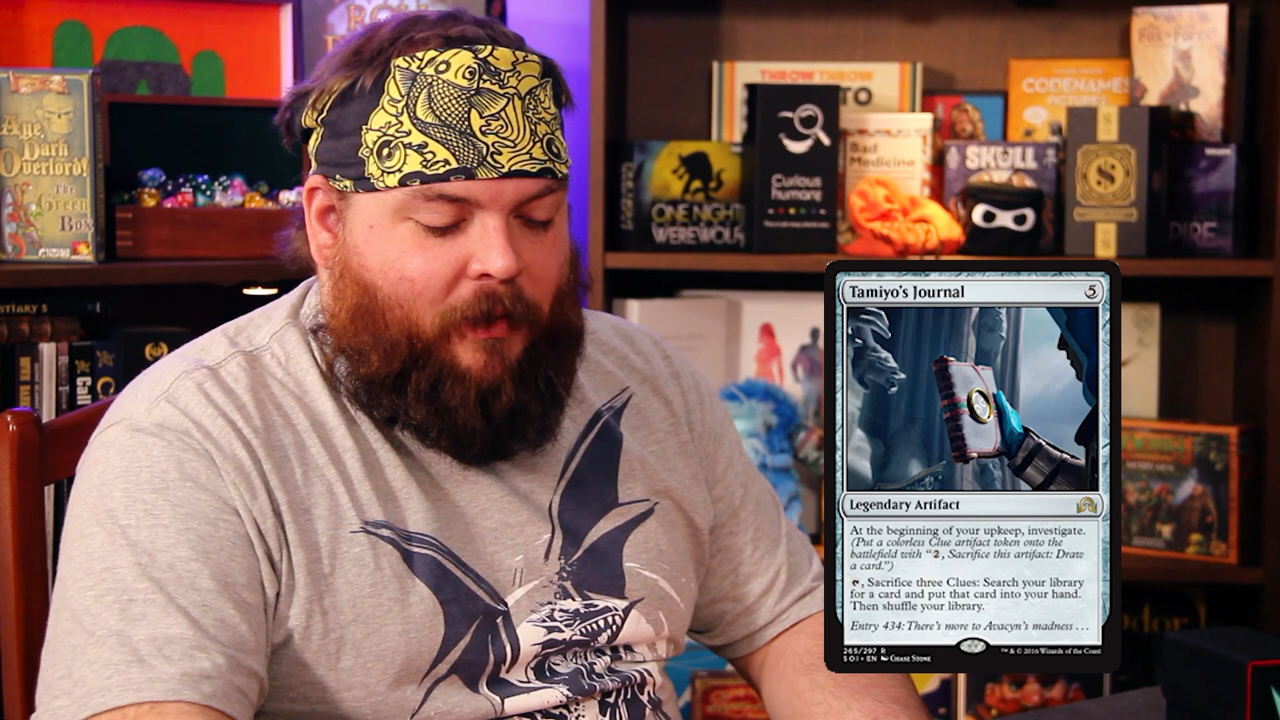 Aye,
Dark
Overlord!
The
Green
Box
BESTIARY 5
THROW THROW
CODENAMES
PICTURES
Curious
humans
Bad
Medicine
SKULL
ONE NIGHT
WEREWOLF
S
Tamiyo's Journal 5
Legendary Artifact
At the beginning of your upkeep, investigate.
(Put a colorless Clue artifact token onto the
battlefield with “2, Sacrifice this artifact: Draw
a card.”)
, Sacrifice three Clues: Search your library
for a card and put that card into your hand.
Then shuffle your library.
Entry 434: There's more to Avacyn's madness . . .
265/297 R
SOI • EN CHASE STONE
™ & © 2016 Wizards of the Coast